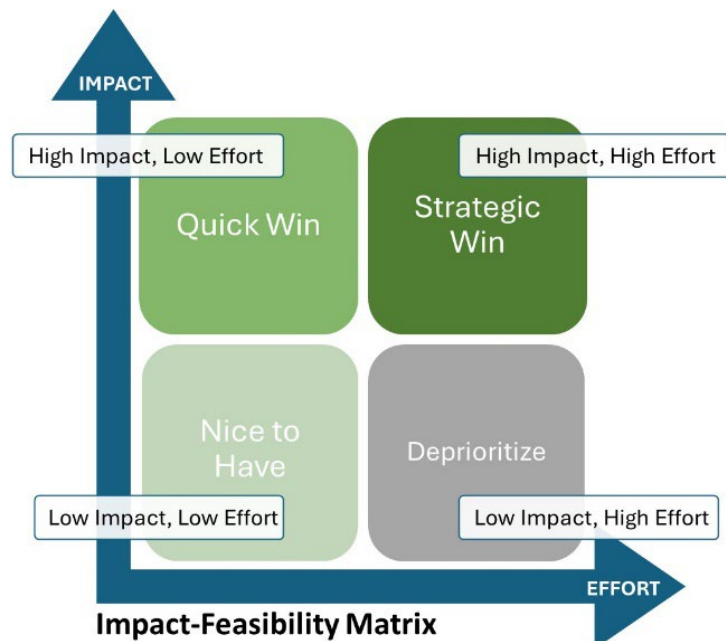 IMPACT
High Impact, Low Effort
High Impact, High Effort
Quick Win
Strategic
Win
Nice to
Have
Deprioritize
Low Impact, Low Effort
Low Impact, High Effort
EFFORT
Impact-Feasibility Matrix